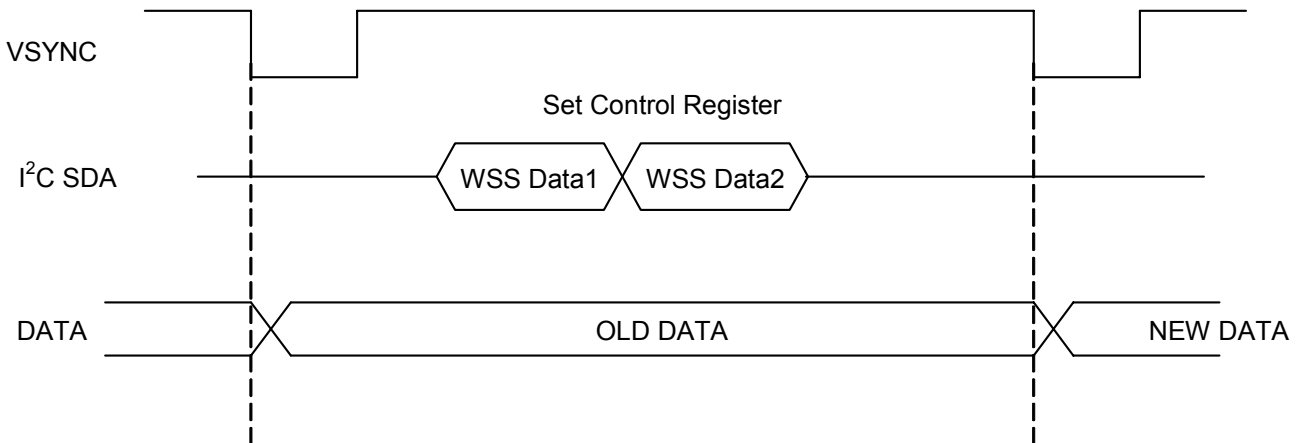 VSYNC
Set Control Register
I²C SDA
WSS Data1
WSS Data2
DATA
OLD DATA
NEW DATA